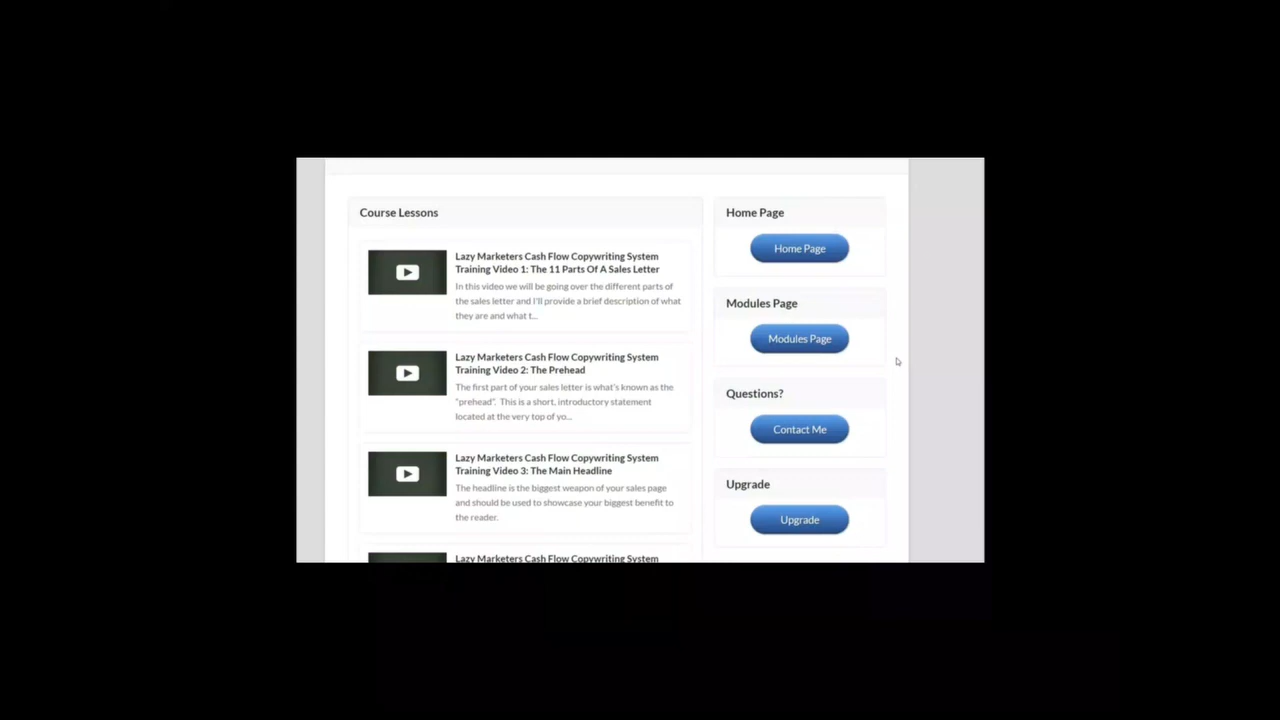 Course Lessons
Lazy Marketers Cash Flow Copywriting System
Training Video 1: The 11 Parts Of A Sales Letter
In this video we will be going over the different parts of
the sales letter and I'll provide a brief description of what
they are and what t...
Lazy Marketers Cash Flow Copywriting System
Training Video 2: The Prehead
The first part of your sales letter is what's known as the
"prehead". This is a short, introductory statement
located at the very top of yo...
Lazy Marketers Cash Flow Copywriting System
Training Video 3: The Main Headline
The headline is the biggest weapon of your sales page
and should be used to showcase your biggest benefit to
the reader.
Lazy Marketers Cash Flow Copywriting System
Home Page
Home Page
Modules Page
Modules Page
Questions?
Contact Me
Upgrade
Upgrade